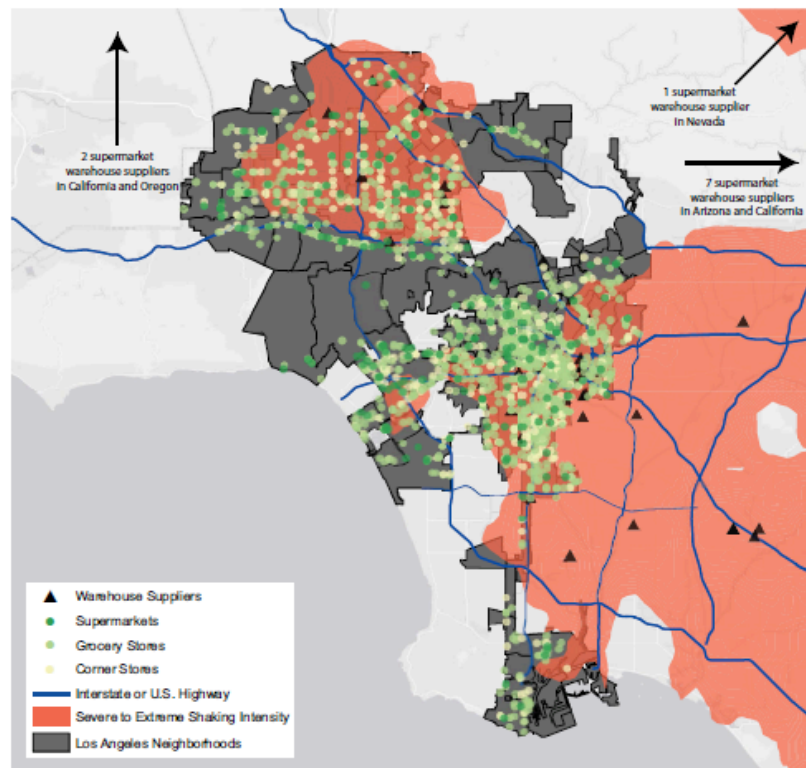 1 supermarket
warehouse supplier
In Nevada
2 supermarket
warehouse suppliers
In California and Oregon
7 supermarket
warehouse suppliers
In Arizona and California
Warehouse Suppliers
Supermarkets
Grocery Stores
Corner Stores
Interstate or U.S. Highway
Severe to Extreme Shaking Intensity
Los Angeles Neighborhoods